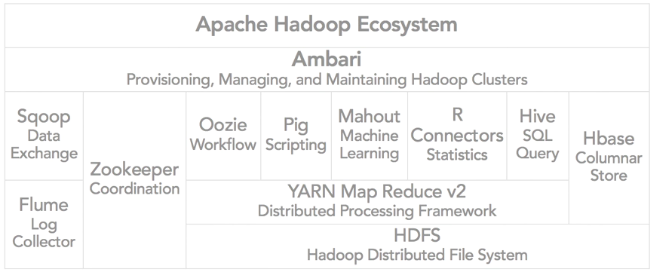 Apache Hadoop Ecosystem
Ambari
Provisioning, Managing, and Maintaining Hadoop Clusters
Sqoop
Data
Exchange
Zookeeper
Coordination
Oozie
Workflow
Pig
Scripting
Mahout
Machine
Learning
R
Connectors
Statistics
Hive
SQL
Query
Hbase
Columnar
Store
Flume
Log
Collector
YARN Map Reduce v2
Distributed Processing Framework
HDFS
Hadoop Distributed File System